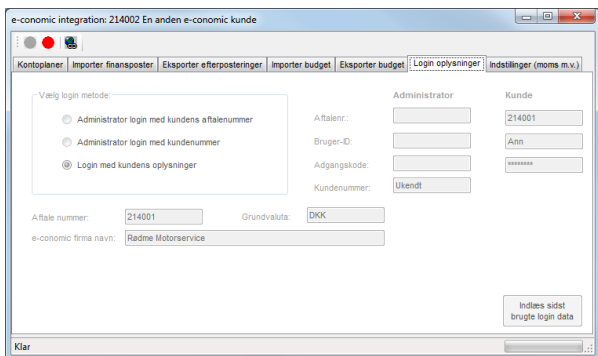 e-conomic integration: 214002 En anden e-conomic kunde
Kontoplaner Importer finansposter Eksporter efterposteringer Importer budget Eksporter budget Login oplysninger Indstillinger (moms m.v.)
Vælg login metode: Administrator Kunde
Administrator login med kundens aftalenummer Aftalenr.: 214001
Administrator login med kundenummer Bruger-ID: Ann
Login med kundens oplysninger Adgangskode: ********
Kundenummer: Ukendt
Aftale nummer: 214001 Grundvaluta: DKK
e-conomic firma navn: Rødme Motorservice
Indlæs sidst
brugte login data
Klar